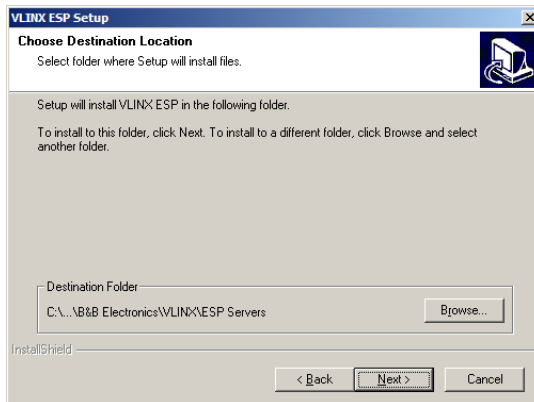 VLINX ESP Setup
Choose Destination Location
Select folder where Setup will install files.
Setup will install VLINX ESP in the following folder.
To install to this folder, click Next. To install to a different folder, click Browse and select
another folder.
Destination Folder
C:\...\B&B Electronics\VLINX\ESP Servers
Browse...
InstallShield
< Back
Next >
Cancel